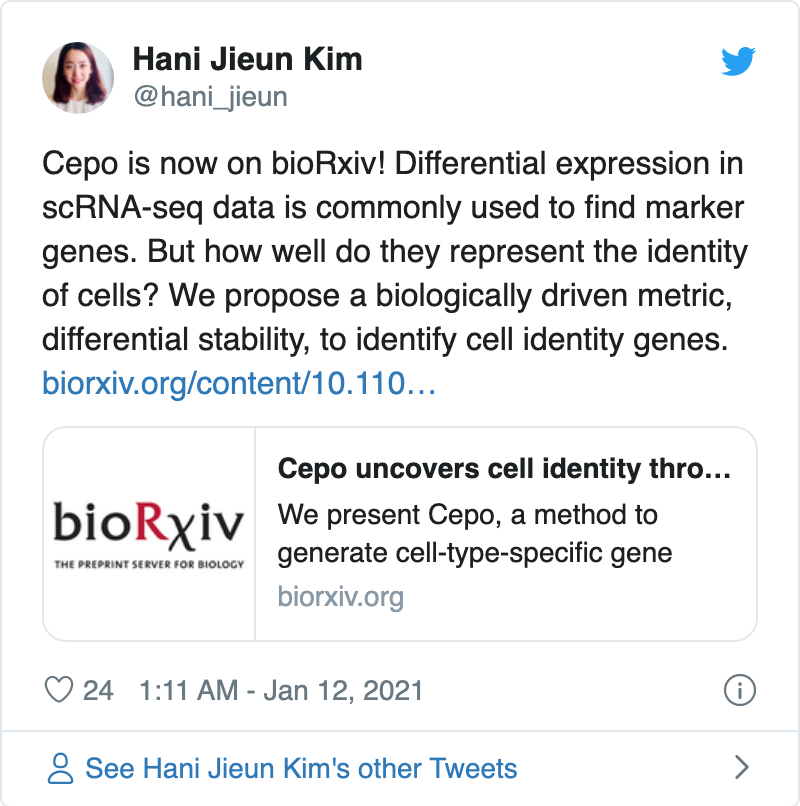 Hani Jieun Kim
@hani_jieun
Cepo is now on bioRxiv! Differential expression in
scRNA-seq data is commonly used to find marker
genes. But how well do they represent the identity
of cells? We propose a biologically driven metric,
differential stability, to identify cell identity genes.
biorxiv.org/content/10.110…
bioRχiv
THE PREPRINT SERVER FOR BIOLOGY
Cepo uncovers cell identity thro…
We present Cepo, a method to
generate cell-type-specific gene
biorxiv.org
24 1:11 AM - Jan 12, 2021
See Hani Jieun Kim's other Tweets